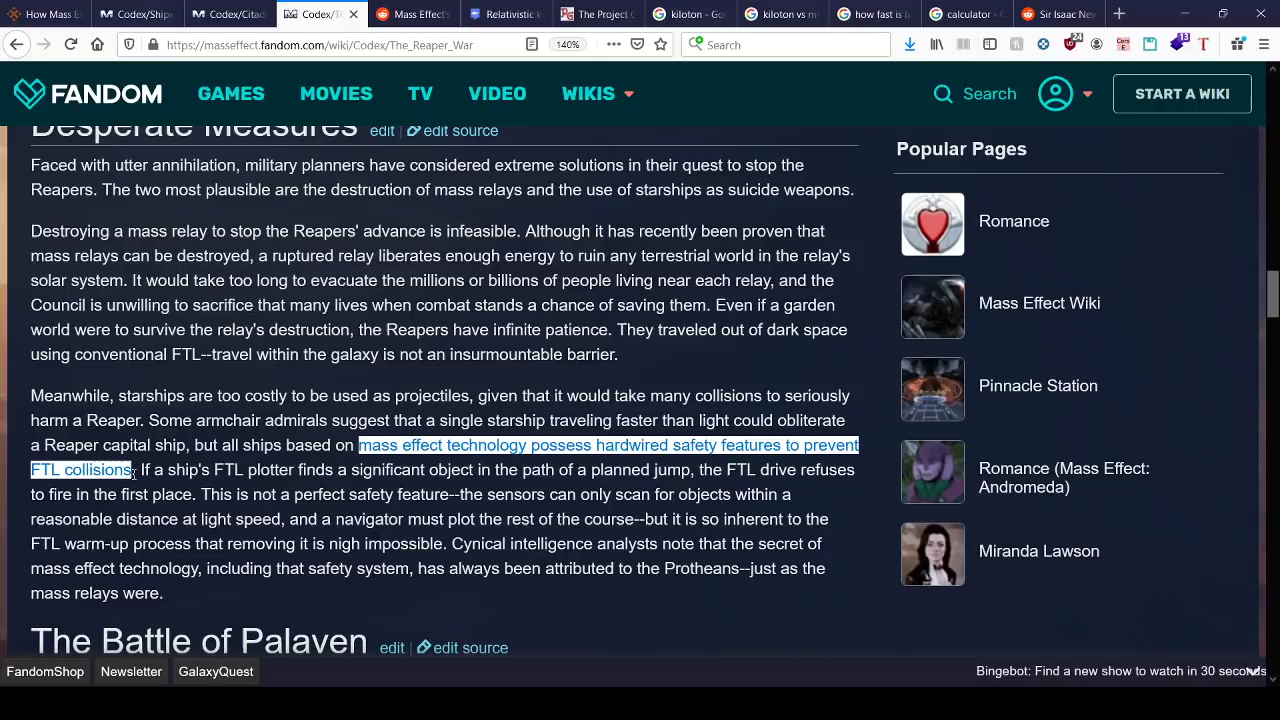 How E
Codex/Ships
Codex/Citad
Codex/T
Mass Effect's
Relativistic k
The Project G
kiloton - Goo
kiloton vs m
how fast is l
calculator - G
Sir Isaac New
https://masseffect.fandom.com/wiki/Codex/The_Reaper_War
140%
Search
24
13
FANDOM
GAMES
MOVIES
TV
VIDEO
WIKIS
Search
START A WIKI
Desperate Measures edit | edit source
Faced with utter annihilation, military planners have considered extreme solutions in their quest to stop the
Reapers. The two most plausible are the destruction of mass relays and the use of starships as suicide weapons.
Destroying a mass relay to stop the Reapers' advance is infeasible. Although it has recently been proven that
mass relays can be destroyed, a ruptured relay liberates enough energy to ruin any terrestrial world in the relay's
solar system. It would take too long to evacuate the millions or billions of people living near each relay, and the
Council is unwilling to sacrifice that many lives when combat stands a chance of saving them. Even if a garden
world were to survive the relay's destruction, the Reapers have infinite patience. They traveled out of dark space
using conventional FTL--travel within the galaxy is not an insurmountable barrier.
Meanwhile, starships are too costly to be used as projectiles, given that it would take many collisions to seriously
harm a Reaper. Some armchair admirals suggest that a single starship traveling faster than light could obliterate
a Reaper capital ship, but all ships based on mass effect technology possess hardwired safety features to prevent
FTL collisions. If a ship's FTL plotter finds a significant object in the path of a planned jump, the FTL drive refuses
to fire in the first place. This is not a perfect safety feature--the sensors can only scan for objects within a
reasonable distance at light speed, and a navigator must plot the rest of the course--but it is so inherent to the
FTL warm-up process that removing it is nigh impossible. Cynical intelligence analysts note that the secret of
mass effect technology, including that safety system, has always been attributed to the Protheans--just as the
mass relays were.
The Battle of Palaven edit | edit source
Popular Pages
Romance
Mass Effect Wiki
Pinnacle Station
Romance (Mass Effect:
Andromeda)
Miranda Lawson
FandomShop
Newsletter
GalaxyQuest
Bingebot: Find a new show to watch in 30 seconds